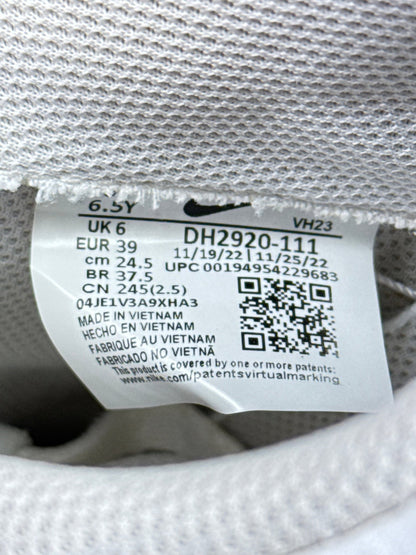 6.5Y
VH23
UK 6
DH2920-111
EUR 39
11/19/22 | 11/25/22
cm 24.5
UPC 00194954229683
BR 37.5
CN 245(2.5)
04JE1V3A9XHA3
MADE IN VIETNAM
HECHO EN VIETNAM
FABRIQUE AU VIETNAM
FABRICADO NO VIETNÃ
This product is covered by one or more patents:
www.nike.com/patentsvirtualmarking